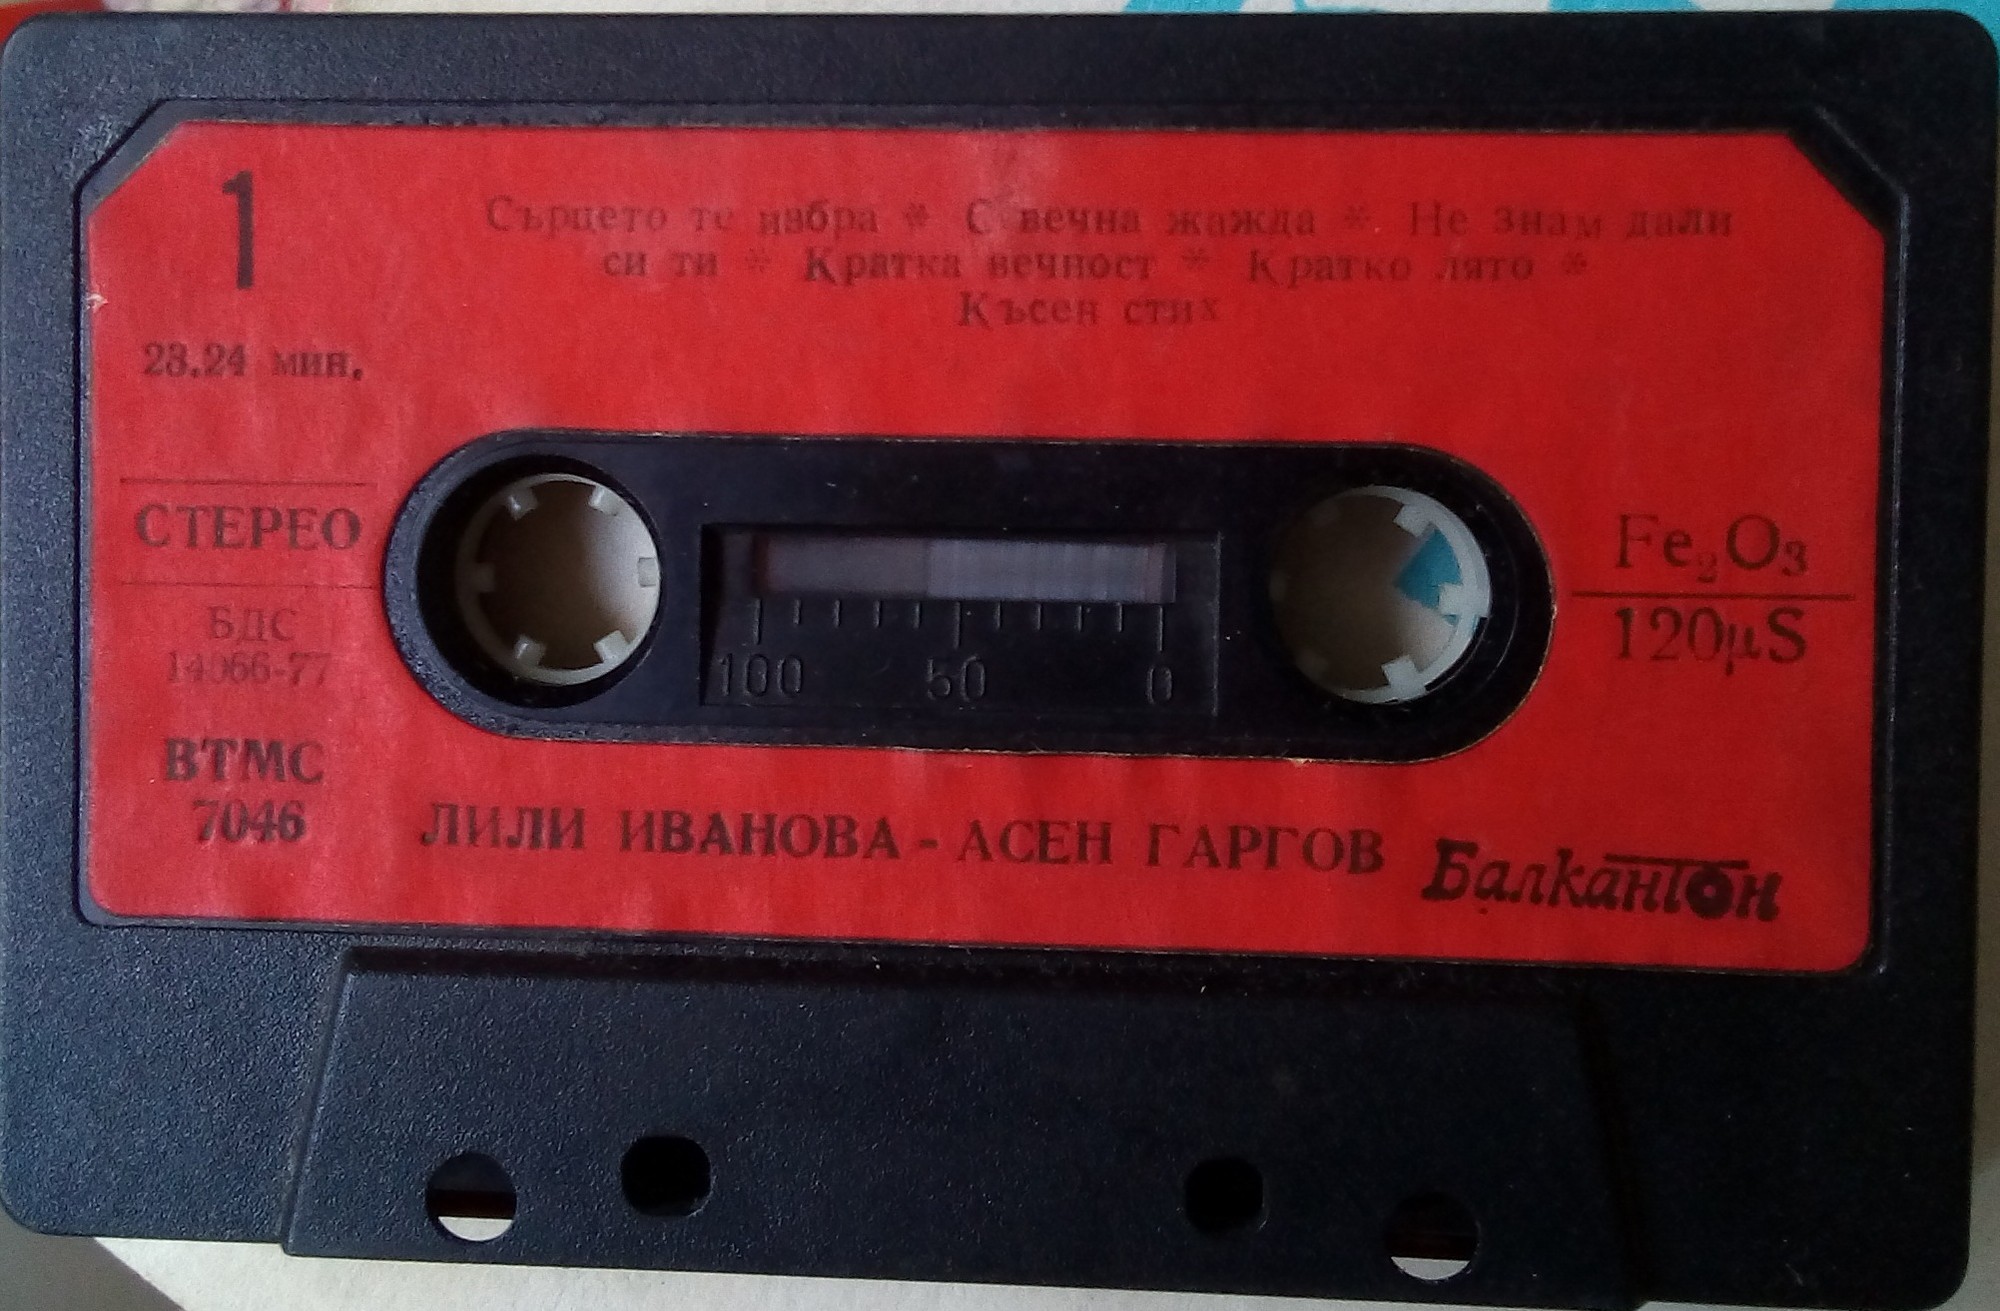 1
Сърцето те избра * С вечна жажда * Не знам дали
си ти * Кратка вечност * Кратко лято *
Късен стих
23.24 мин.
СТЕРЕО
БДС
14066-77
ВТМС
7046
Fe₂O₃
120µS
100 50 0
ЛИЛИ ИВАНОВА - АСЕН ГАРГОВ
Балкантон